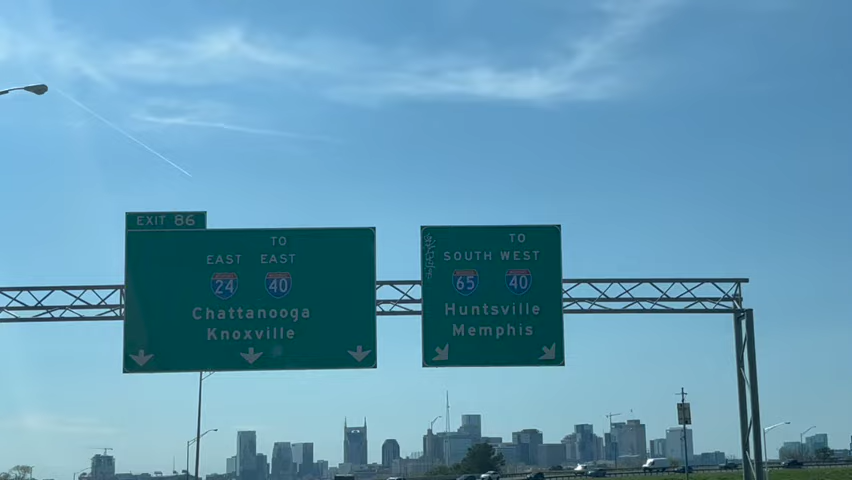 EXIT 86
TO
EAST EAST
24 40
Chattanooga
Knoxville
TO
SOUTH WEST
65 40
Huntsville
Memphis